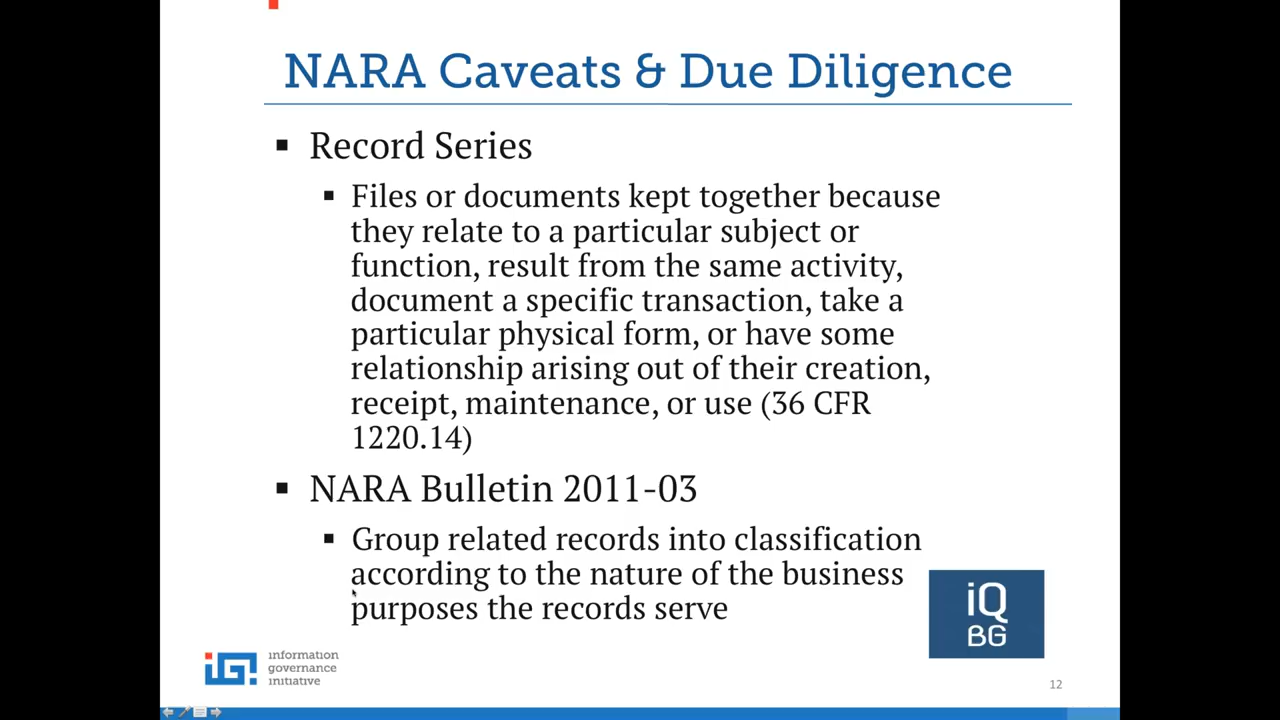 NARA Caveats & Due Diligence
▪ Record Series
▪ Files or documents kept together because
they relate to a particular subject or
function, result from the same activity,
document a specific transaction, take a
particular physical form, or have some
relationship arising out of their creation,
receipt, maintenance, or use (36 CFR
1220.14)
▪ NARA Bulletin 2011-03
▪ Group related records into classification
according to the nature of the business
purposes the records serve
iQ
BG
iG!
information
governance
initiative
12